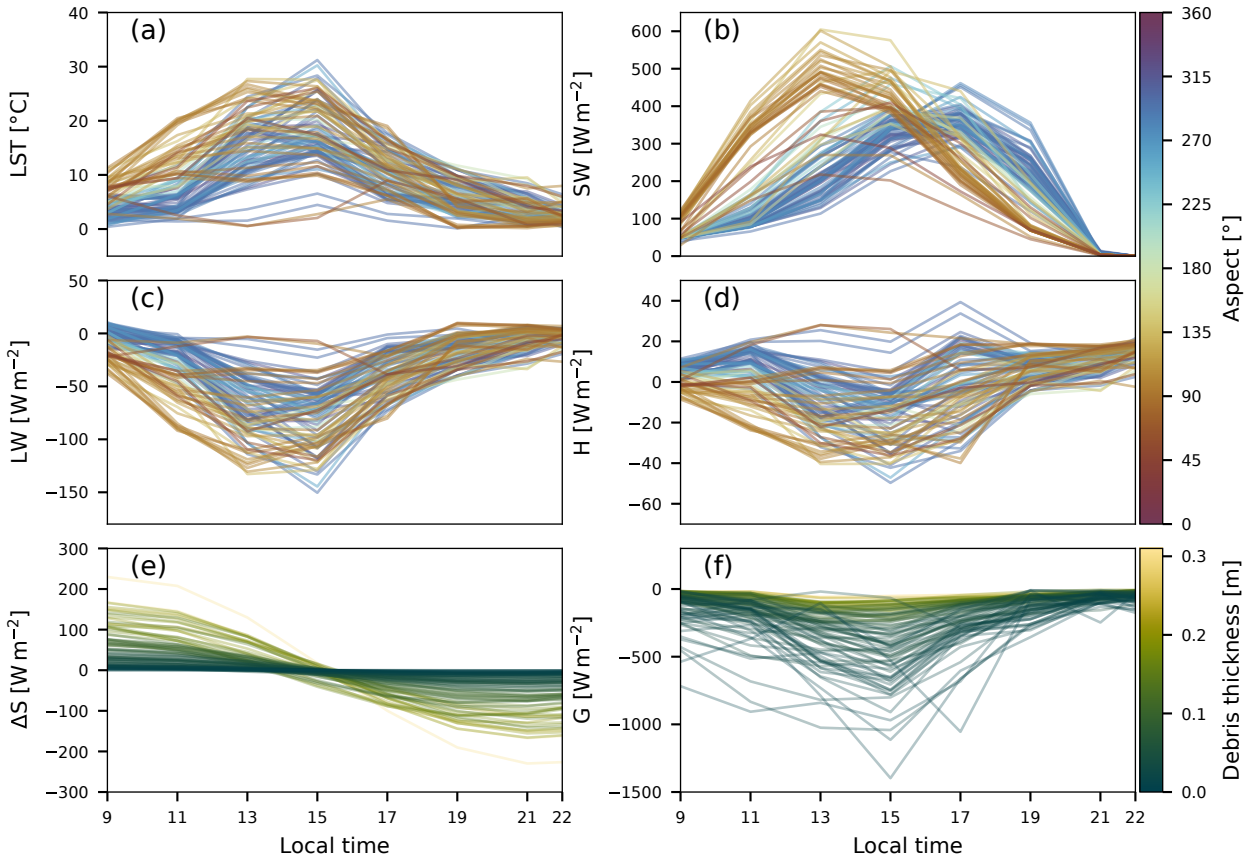 (a)
LST [°C]
40
30
20
10
0
(b)
SW [W m⁻²]
600
500
400
300
200
100
0
360
315
270
225
180
135
90
45
0
Aspect [°]
(c)
LW [W m⁻²]
50
0
−50
−100
−150
(d)
H [W m⁻²]
40
20
0
−20
−40
−60
(e)
ΔS [W m⁻²]
300
200
100
0
−100
−200
−300
9 11 13 15 17 19 21 22
Local time
(f)
G [W m⁻²]
0
−500
−1000
−1500
9 11 13 15 17 19 21 22
Local time
0.3
0.2
0.1
0.0
Debris thickness [m]